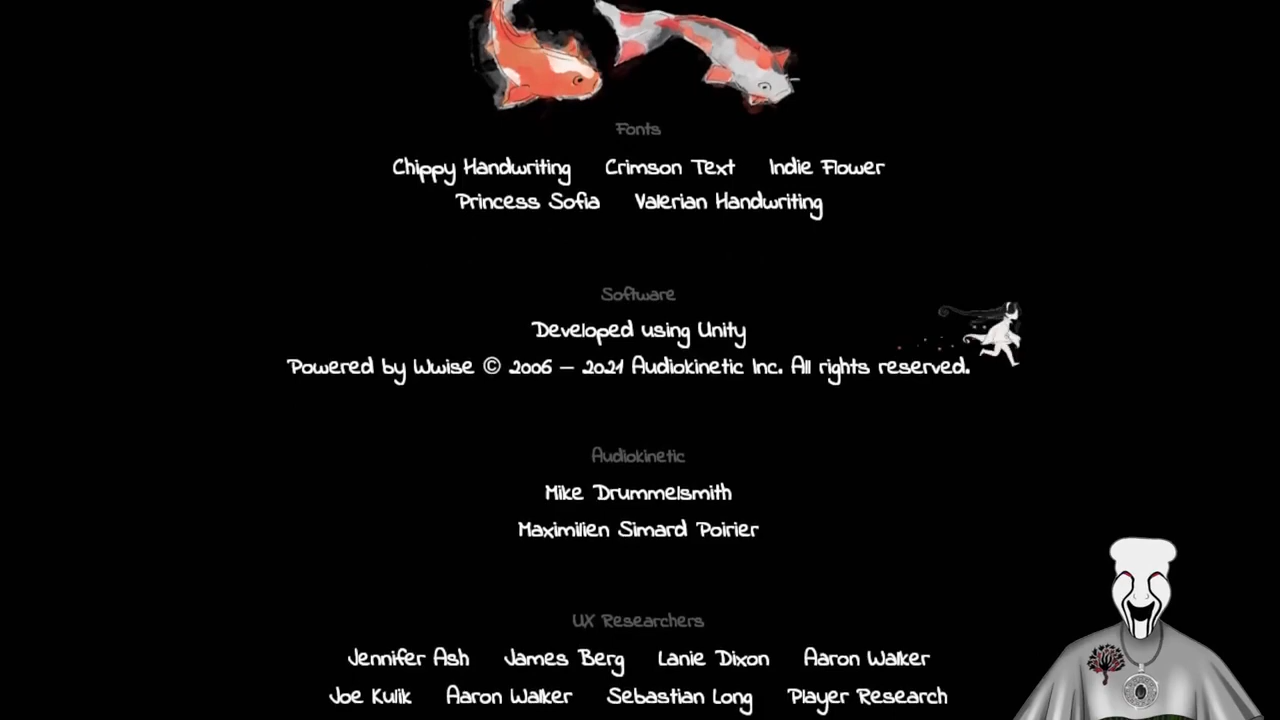 Fonts
Chippy Handwriting Crimson Text Indie Flower
Princess Sofia Valerian Handwriting
Software
Developed using Unity
Powered by Wwise © 2006 – 2021 Audiokinetic Inc. All rights reserved.
Audiokinetic
Mike Drummelsmith
Maximilien Simard Poirier
UX Researchers
Jennifer Ash James Berg Lanie Dixon Aaron Walker
Joe Kulik Aaron Walker Sebastian Long Player Research